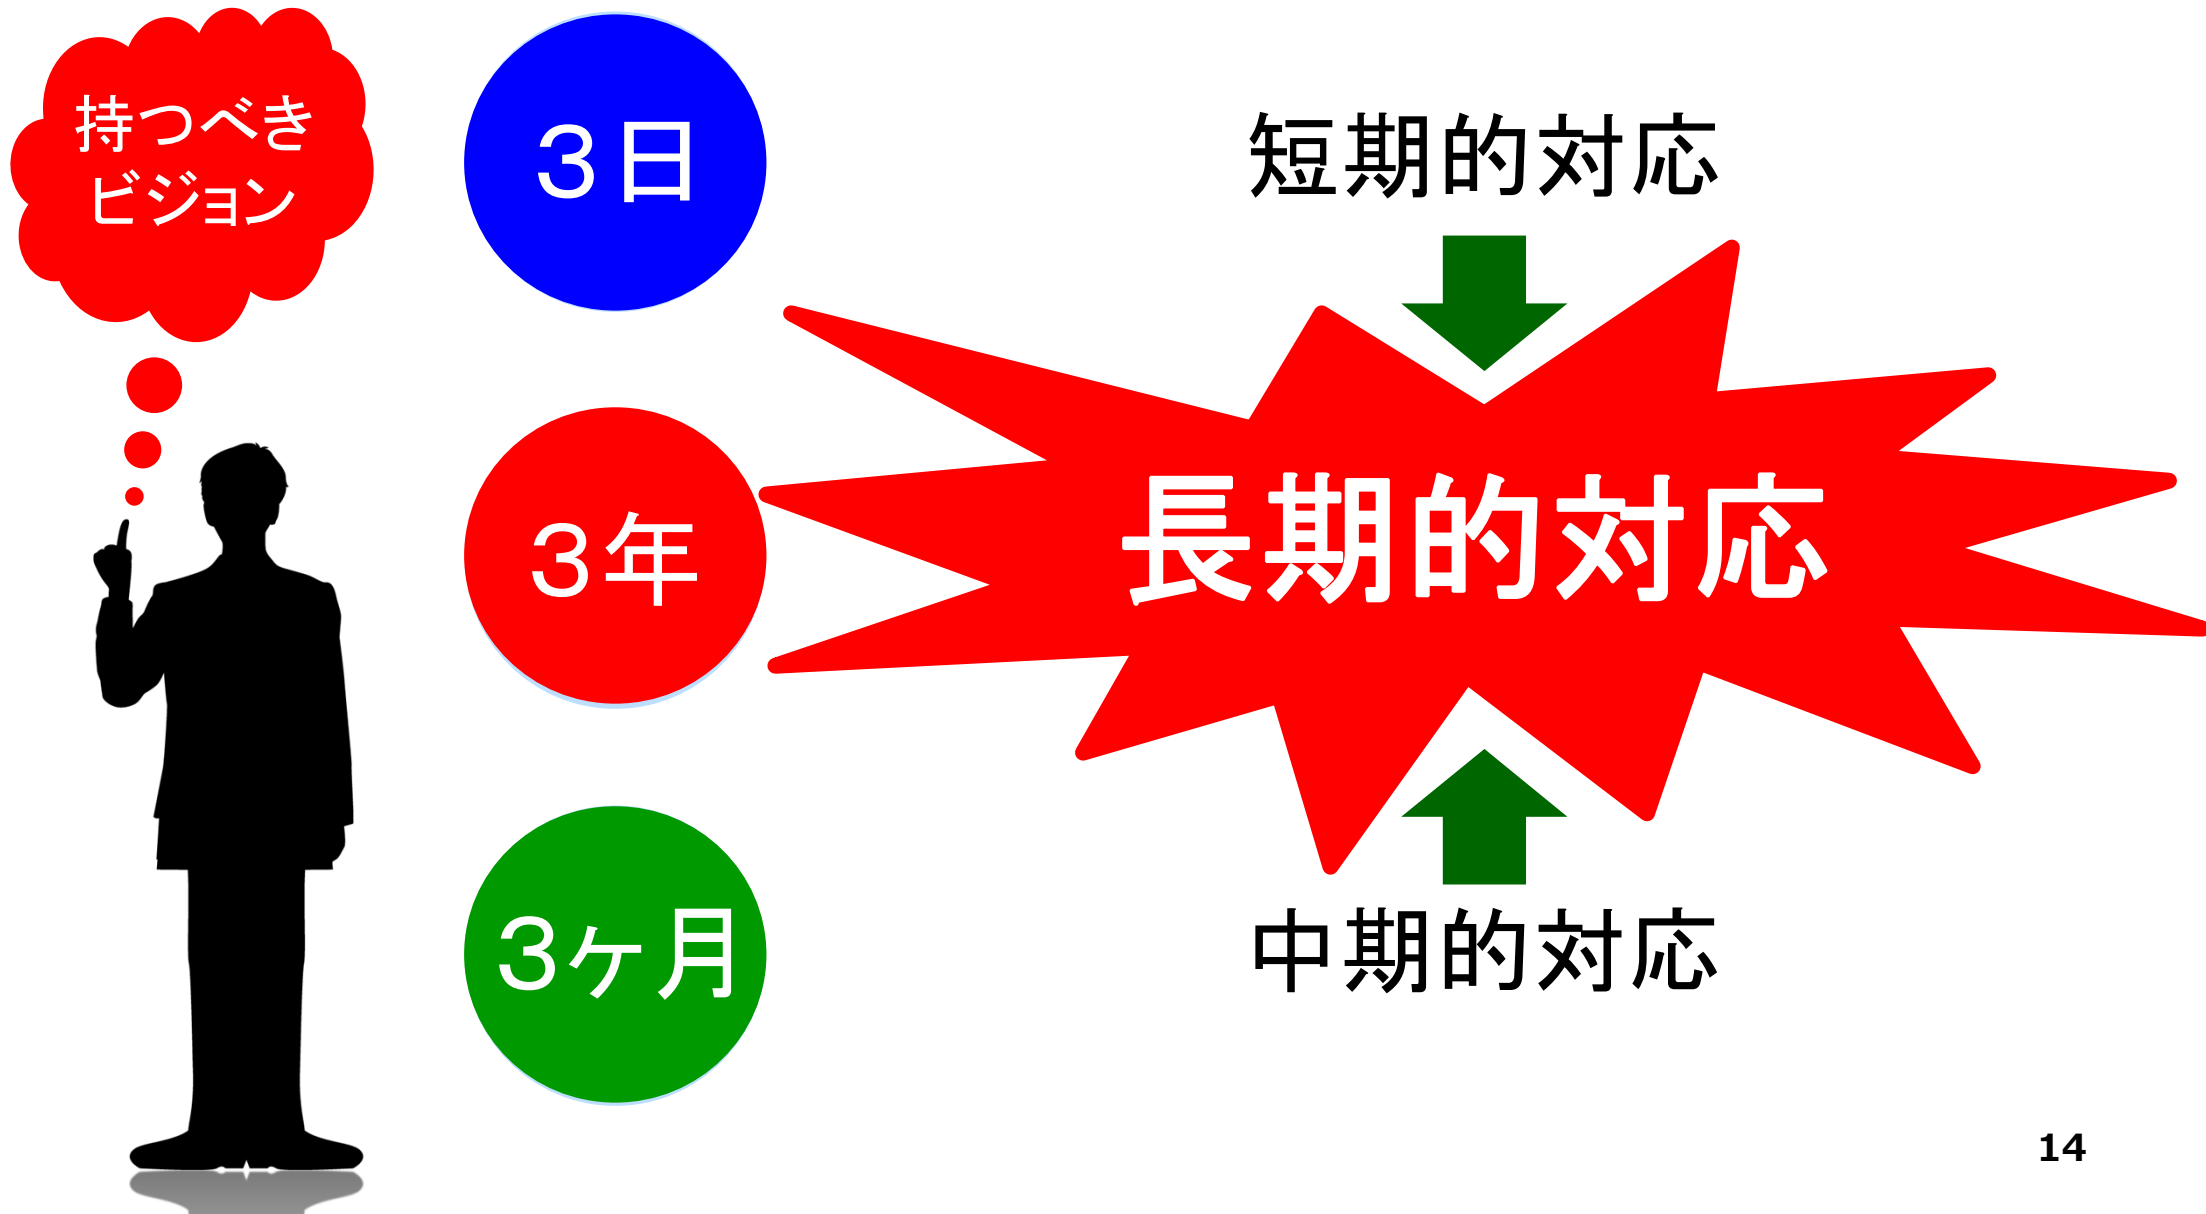 持つべき
ビジョン
３日
短期的対応
３年
長期的対応
３ヶ月
中期的対応
14